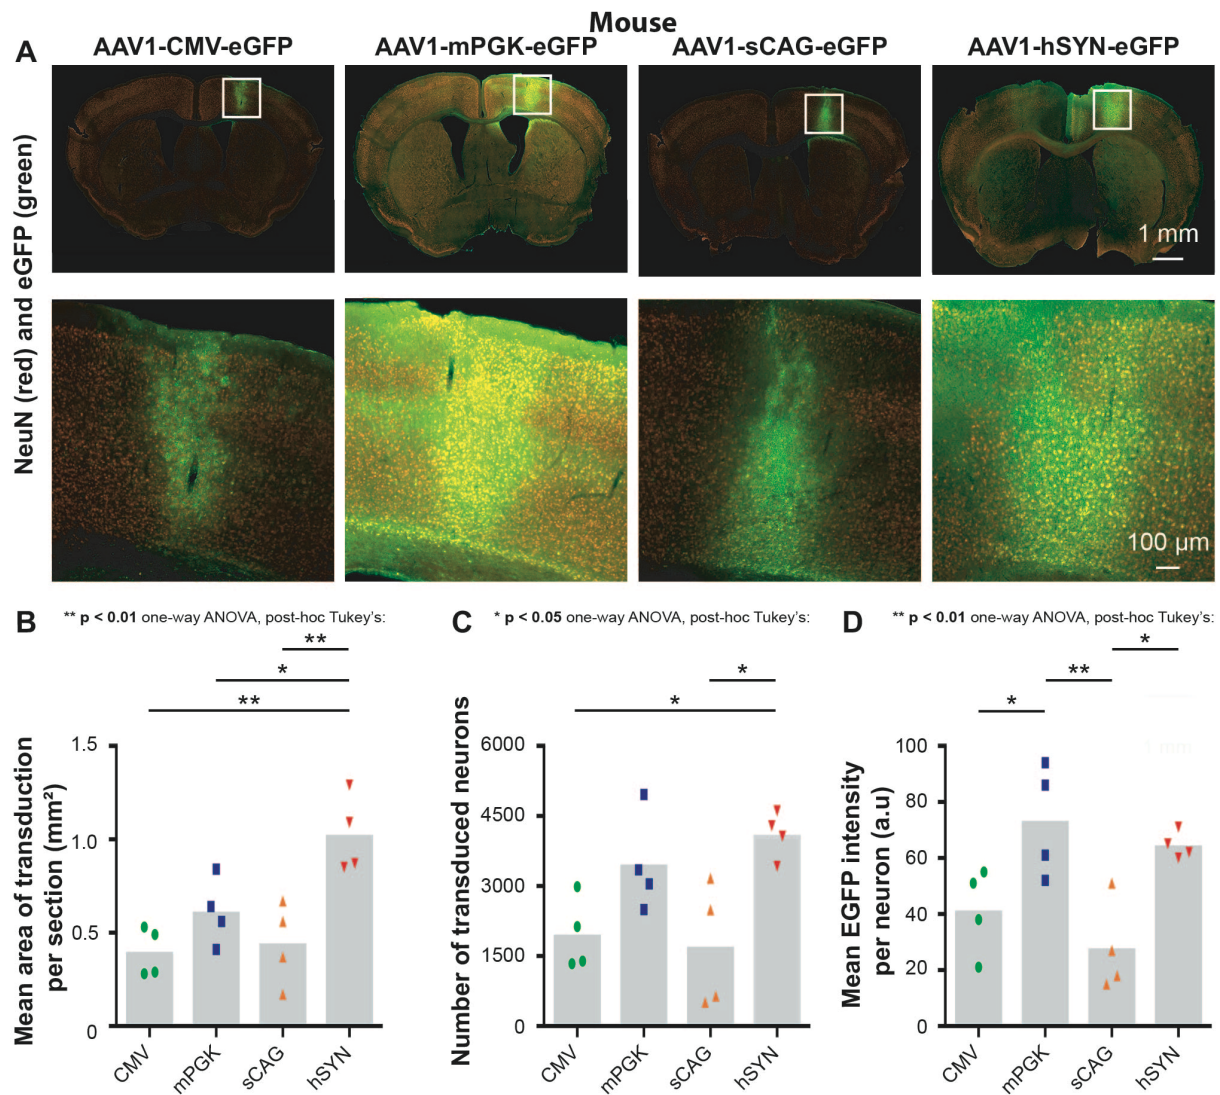 Mouse
A
AAV1-CMV-eGFP
AAV1-mPGK-eGFP
AAV1-sCAG-eGFP
AAV1-hSYN-eGFP
NeuN (red) and eGFP (green)
1 mm
100 µm
B
** p < 0.01 one-way ANOVA, post-hoc Tukey's:
**
*
**
Mean area of transduction
per section (mm²)
1.5
1.0
0.5
0
CMV
mPGK
sCAG
hSYN
C
* p < 0.05 one-way ANOVA, post-hoc Tukey's:
*
*
Number of transduced neurons
6000
4500
3000
1500
0
CMV
mPGK
sCAG
hSYN
D
** p < 0.01 one-way ANOVA, post-hoc Tukey's:
*
**
*
Mean EGFP intensity
per neuron (a.u)
100
80
60
40
20
0
CMV
mPGK
sCAG
hSYN